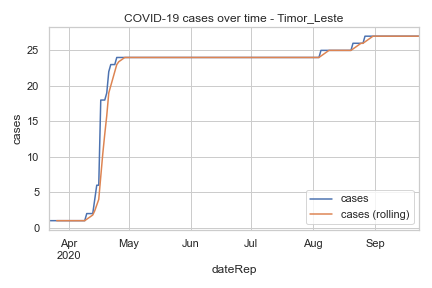 COVID-19 cases over time - Timor_Leste
cases
25
20
15
10
5
0
cases
cases (rolling)
Apr
2020
May
Jun
Jul
Aug
Sep
dateRep